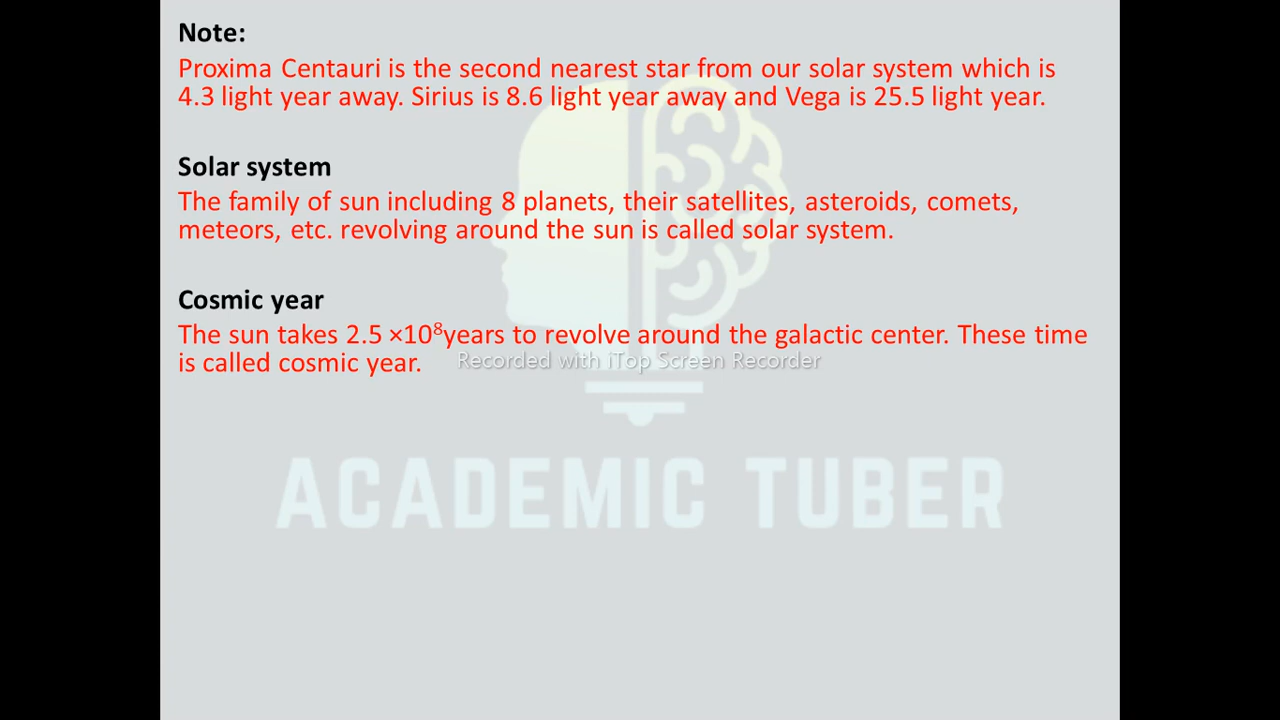 Note:
Proxima Centauri is the second nearest star from our solar system which is
4.3 light year away. Sirius is 8.6 light year away and Vega is 25.5 light year.
Solar system
The family of sun including 8 planets, their satellites, asteroids, comets,
meteors, etc. revolving around the sun is called solar system.
Cosmic year
The sun takes 2.5 ×10⁸years to revolve around the galactic center. These time
is called cosmic year.
Recorded with iTop Screen Recorder
ACADEMIC TUBER